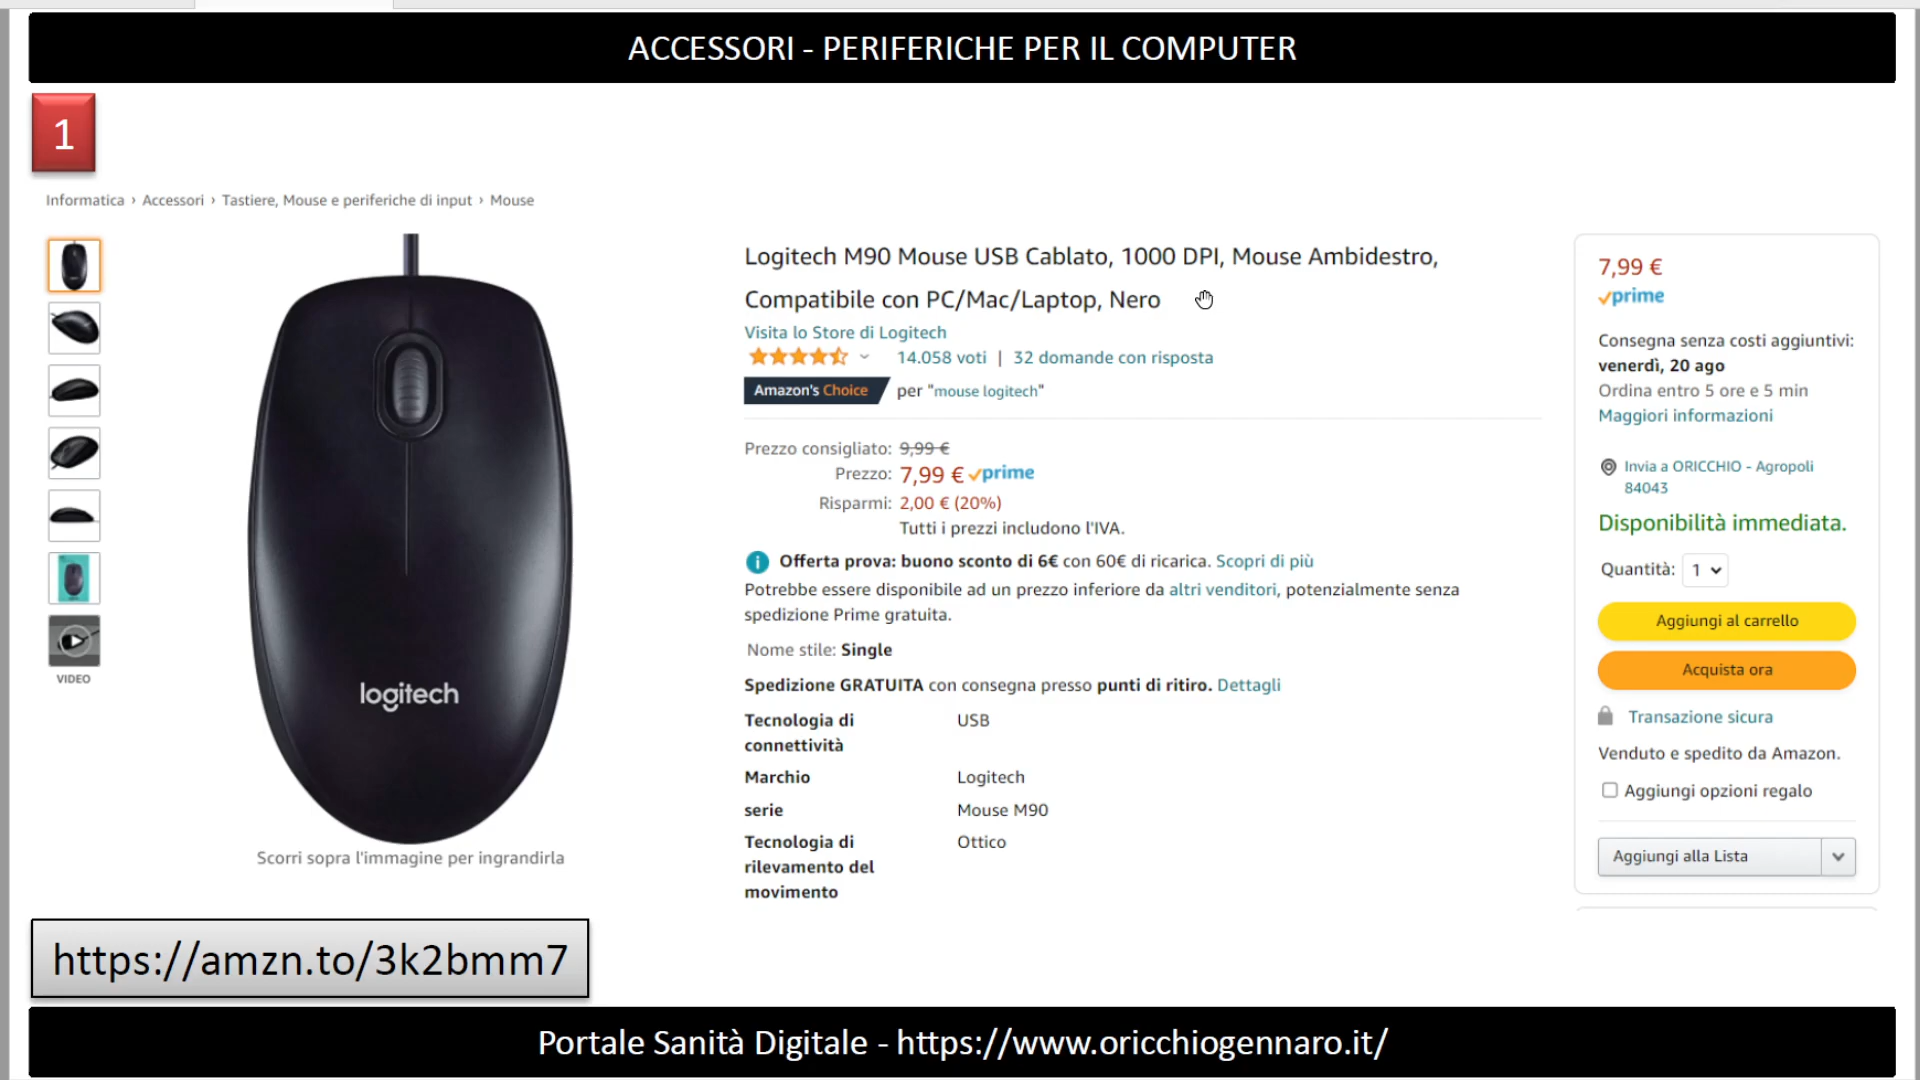 ACCESSORI - PERIFERICHE PER IL COMPUTER
1
Informatica › Accessori › Tastiere, Mouse e periferiche di input › Mouse
logitech
Scorri sopra l'immagine per ingrandirla
VIDEO
Logitech M90 Mouse USB Cablato, 1000 DPI, Mouse Ambidestro,
Compatibile con PC/Mac/Laptop, Nero
Visita lo Store di Logitech
14.058 voti | 32 domande con risposta
Amazon's Choice per "mouse logitech"
Prezzo consigliato: 9,99 €
Prezzo: 7,99 € prime
Risparmi: 2,00 € (20%)
Tutti i prezzi includono l'IVA.
Offerta prova: buono sconto di 6€ con 60€ di ricarica. Scopri di più
Potrebbe essere disponibile ad un prezzo inferiore da altri venditori, potenzialmente senza
spedizione Prime gratuita.
Nome stile: Single
Spedizione GRATUITA con consegna presso punti di ritiro. Dettagli
Tecnologia di connettività USB
Marchio Logitech
serie Mouse M90
Tecnologia di rilevamento del movimento Ottico
7,99 €
prime
Consegna senza costi aggiuntivi:
venerdì, 20 ago
Ordina entro 5 ore e 5 min
Maggiori informazioni
Invia a ORICCHIO - Agropoli
84043
Disponibilità immediata.
Quantità: 1
Aggiungi al carrello
Acquista ora
Transazione sicura
Venduto e spedito da Amazon.
Aggiungi opzioni regalo
Aggiungi alla Lista
https://amzn.to/3k2bmm7
Portale Sanità Digitale - https://www.oricchiogennaro.it/